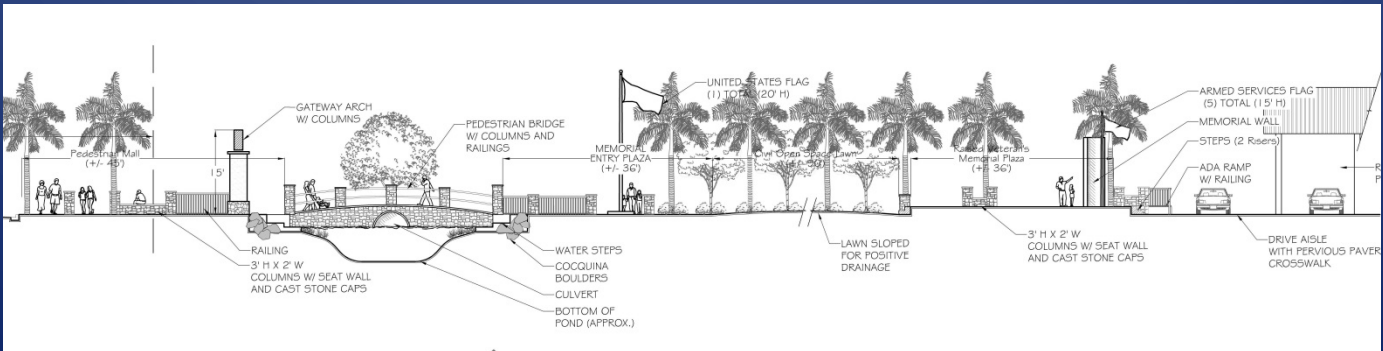 GATEWAY ARCH
W/ COLUMNS
Pedestrian Mall
(+/- 45')
15'
RAILING
3' H X 2' W
COLUMNS W/ SEAT WALL
AND CAST STONE CAPS
PEDESTRIAN BRIDGE
W/ COLUMNS AND
RAILINGS
WATER STEPS
COCQUINA
BOULDERS
CULVERT
BOTTOM OF
POND (APPROX.)
MEMORIAL
ENTRY PLAZA
(+/- 36')
UNITED STATES FLAG
(1) TOTAL (20' H)
Civil Open Space Lawn
LAWN SLOPED
FOR POSITIVE
DRAINAGE
Raised Veteran's
Memorial Plaza
(+/- 36')
3' H X 2' W
COLUMNS W/ SEAT WALL
AND CAST STONE CAPS
ARMED SERVICES FLAG
(5) TOTAL (15' H)
MEMORIAL WALL
STEPS (2 Risers)
ADA RAMP
W/ RAILING
DRIVE AISLE
WITH PERVIOUS PAVER
CROSSWALK